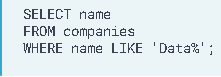 SELECT name
FROM companies
WHERE name LIKE 'Data%';